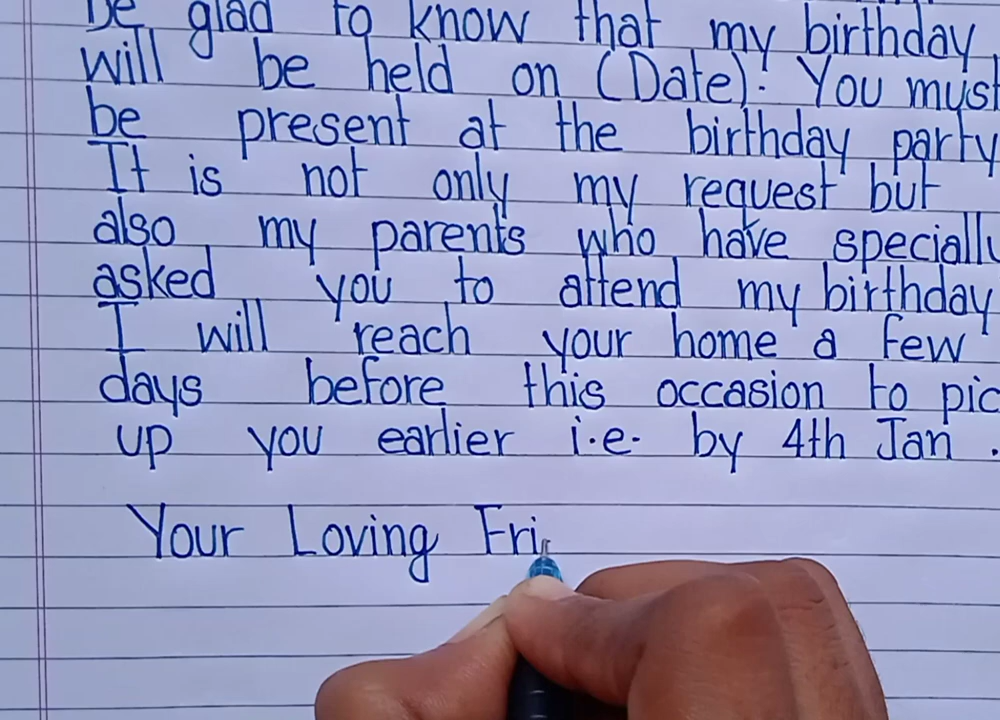 be glad to know that my birthday
will be held on (Date). You must
be present at the birthday party
It is not only my request but
also my parents who have specially
asked you to attend my birthday
I will reach your home a few
days before this occasion to pic
up you earlier i.e. by 4th Jan.
Your Loving Fri